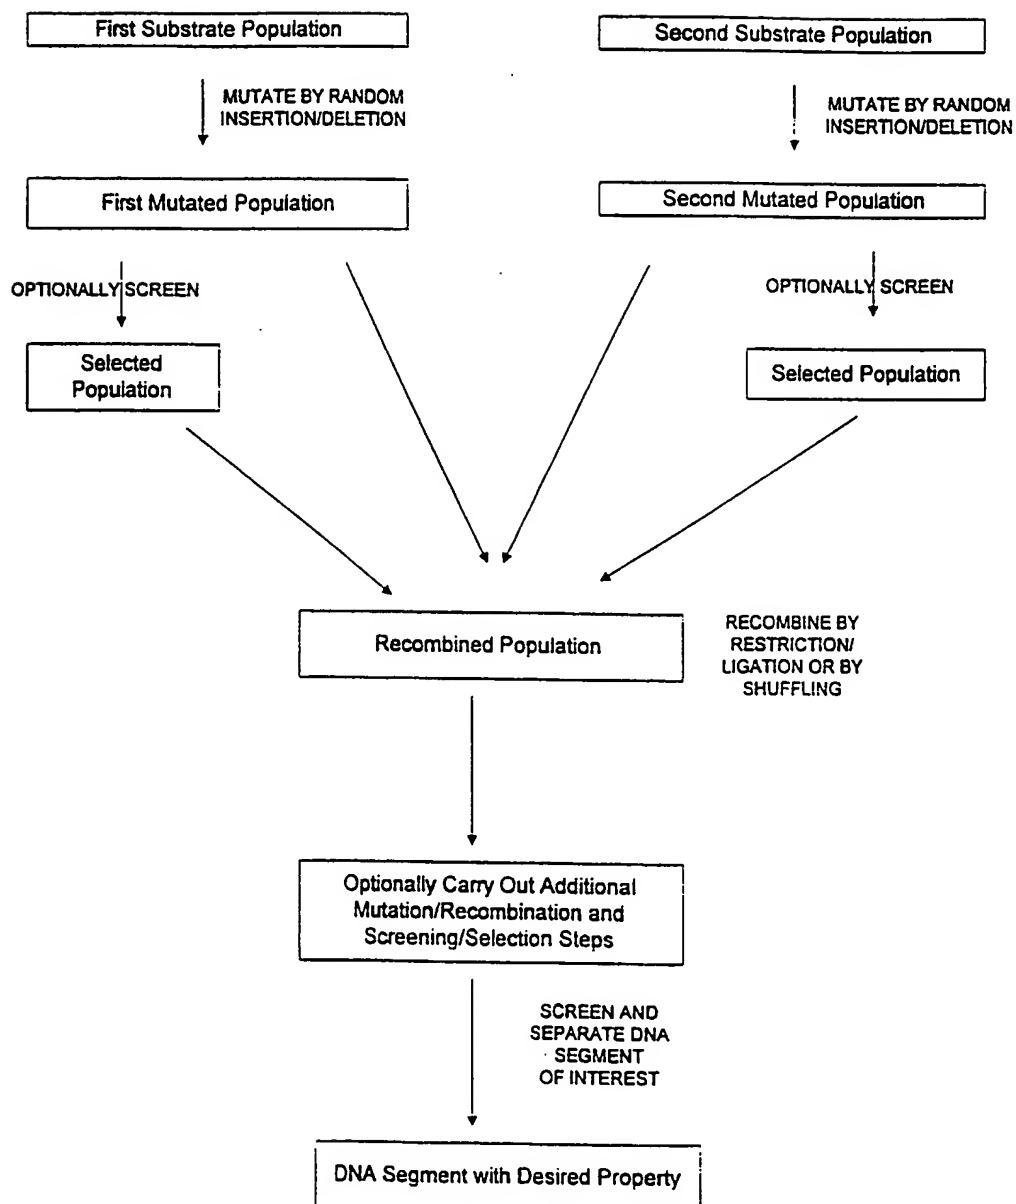 First Substrate Population
Second Substrate Population
MUTATE BY RANDOM
INSERTION/DELETION
MUTATE BY RANDOM
INSERTION/DELETION
First Mutated Population
Second Mutated Population
OPTIONALLY SCREEN
OPTIONALLY SCREEN
Selected
Population
Selected Population
Recombined Population
RECOMBINE BY
RESTRICTION/
LIGATION OR BY
SHUFFLING
Optionally Carry Out Additional
Mutation/Recombination and
Screening/Selection Steps
SCREEN AND
SEPARATE DNA
SEGMENT
OF INTEREST
DNA Segment with Desired Property